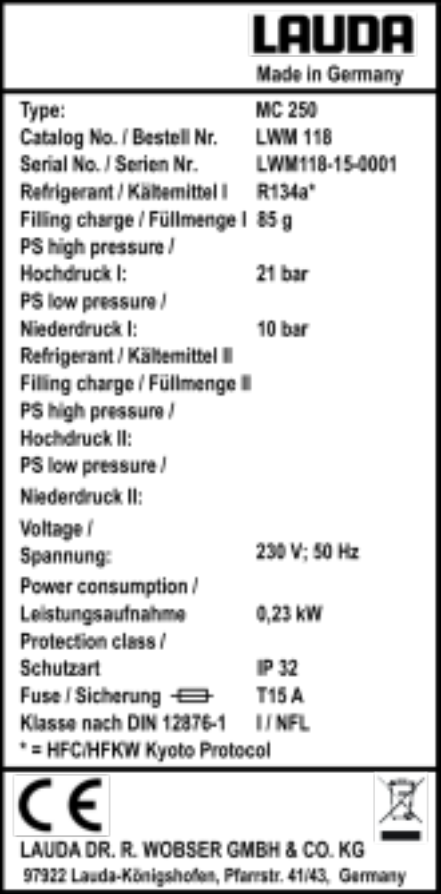 LAUDA
Made in Germany
Type: MC 250
Catalog No. / Bestell Nr. LWM 118
Serial No. / Serien Nr. LWM118-15-0001
Refrigerant / Kältemittel I R134a*
Filling charge / Füllmenge I 85 g
PS high pressure /
Hochdruck I: 21 bar
PS low pressure /
Niederdruck I: 10 bar
Refrigerant / Kältemittel II
Filling charge / Füllmenge II
PS high pressure /
Hochdruck II:
PS low pressure /
Niederdruck II:
Voltage /
Spannung: 230 V; 50 Hz
Power consumption /
Leistungsaufnahme 0,23 kW
Protection class /
Schutzart IP 32
Fuse / Sicherung T15 A
Klasse nach DIN 12876-1 I / NFL
* = HFC/HFKW Kyoto Protocol
CE
LAUDA DR. R. WOBSER GMBH & CO. KG
97922 Lauda-Königshofen, Pfarrstr. 41/43, Germany